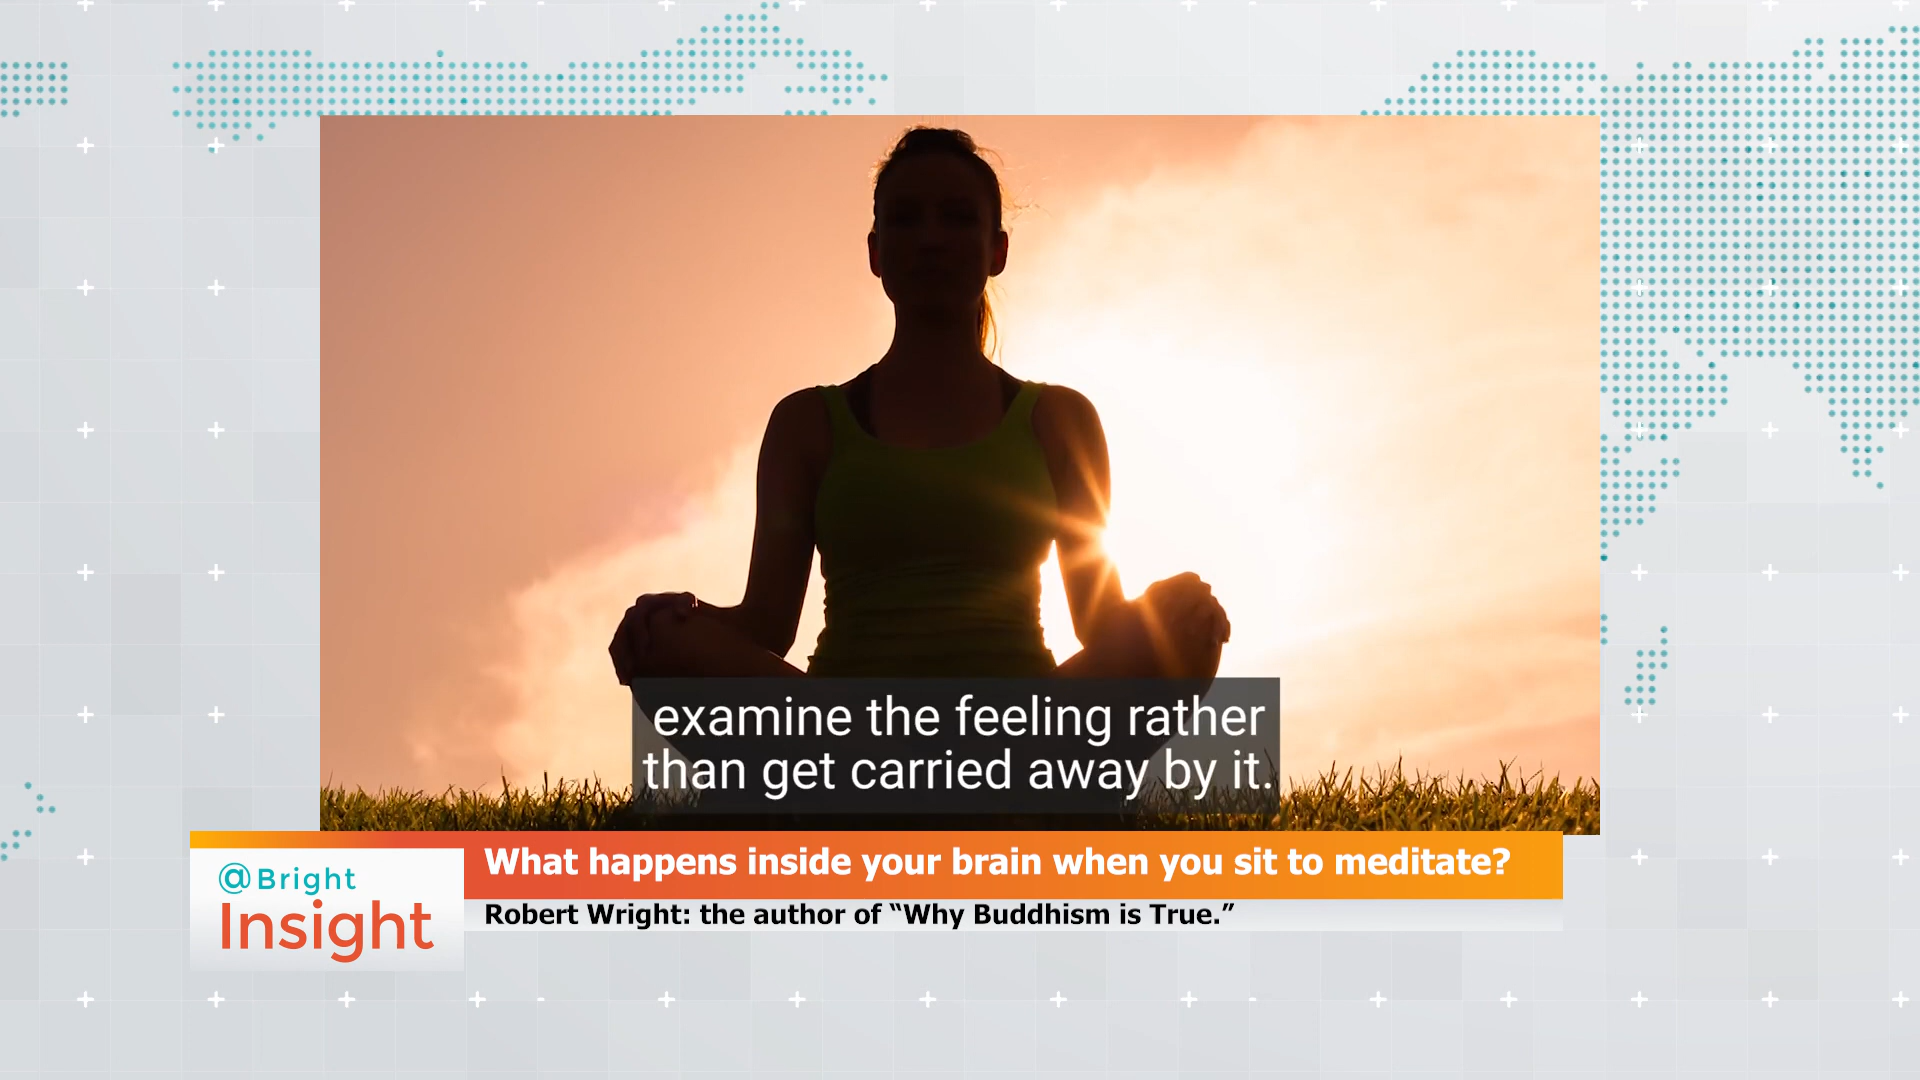 examine the feeling rather
than get carried away by it.
What happens inside your brain when you sit to meditate?
Robert Wright: the author of “Why Buddhism is True.”
@Bright
Insight